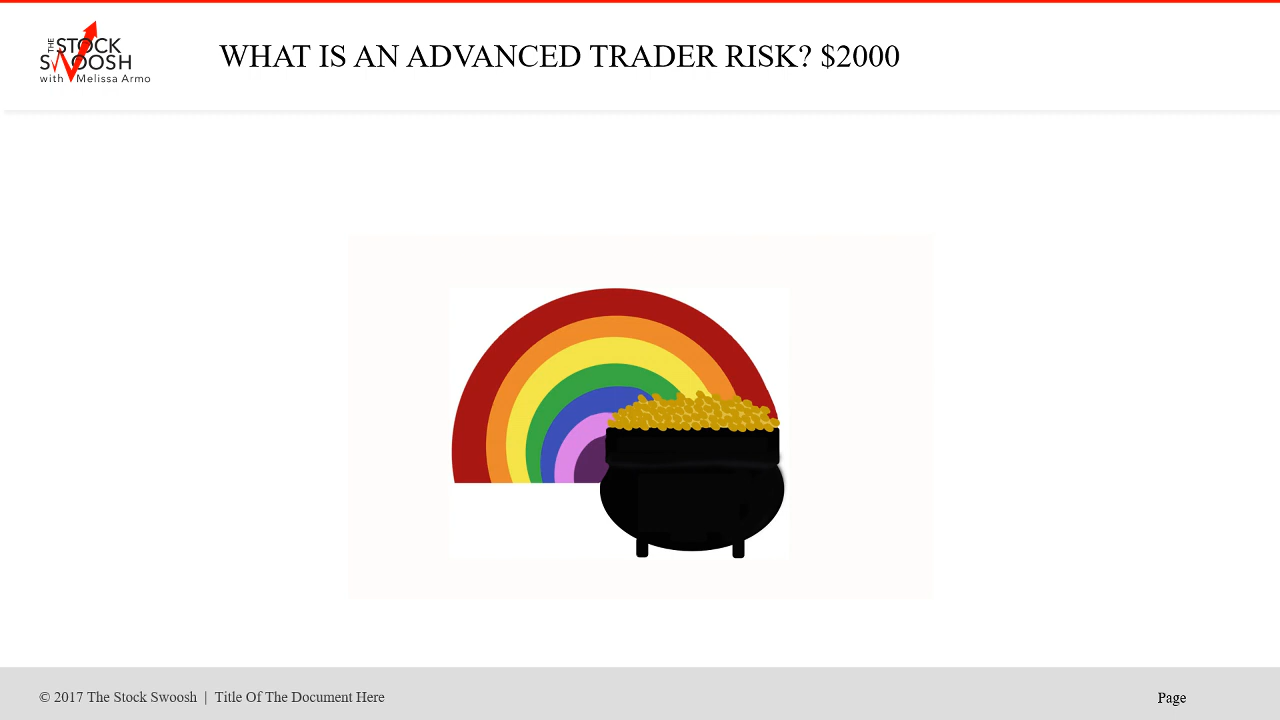 THE STOCK
SWOOSH
with Melissa Armo
WHAT IS AN ADVANCED TRADER RISK? $2000
© 2017 The Stock Swoosh | Title Of The Document Here
Page